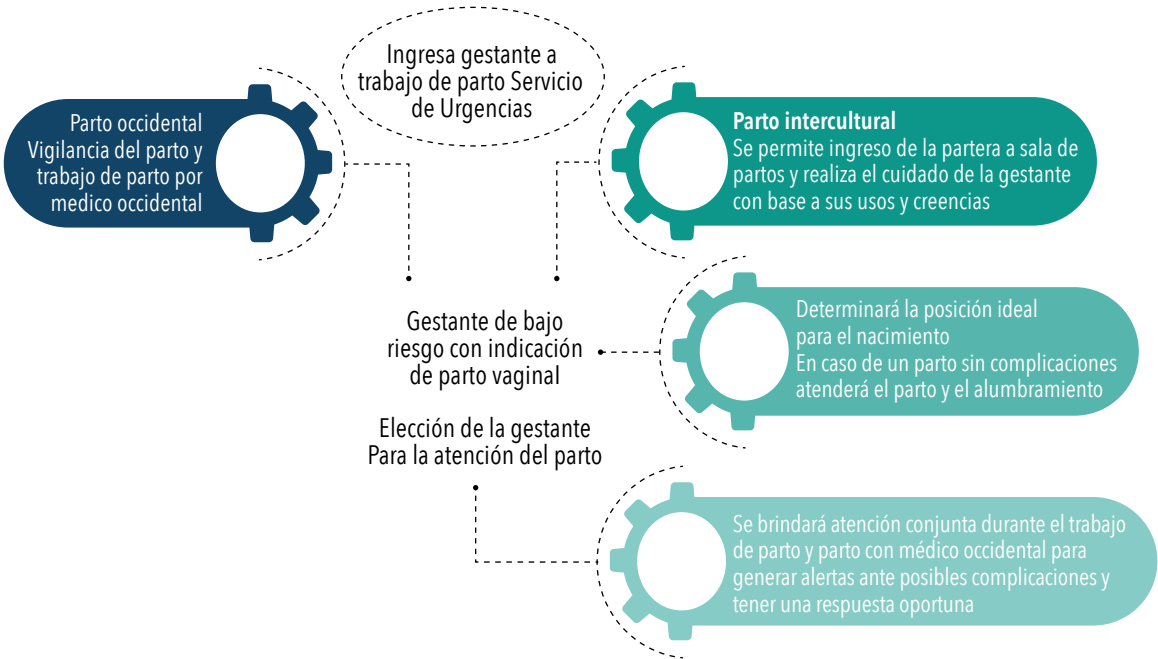 Ingresa gestante a
trabajo de parto Servicio
de Urgencias
Parto occidental
Vigilancia del parto y
trabajo de parto por
medico occidental
Parto intercultural
Se permite ingreso de la partera a sala de
partos y realiza el cuidado de la gestante
con base a sus usos y creencias
Gestante de bajo
riesgo con indicación
de parto vaginal
Determinará la posición ideal
para el nacimiento
En caso de un parto sin complicaciones
atenderá el parto y el alumbramiento
Elección de la gestante
Para la atención del parto
Se brindará atención conjunta durante el trabajo
de parto y parto con médico occidental para
generar alertas ante posibles complicaciones y
tener una respuesta oportuna